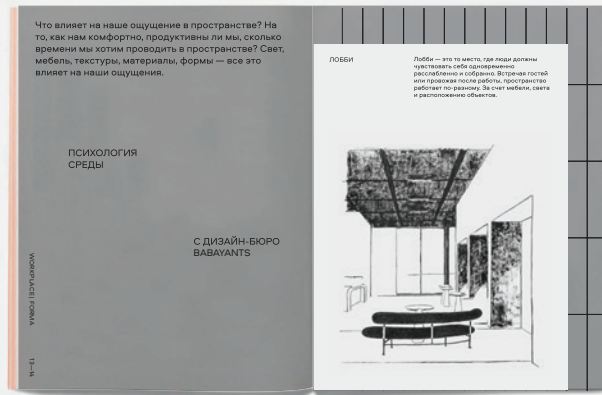 Что влияет на наше ощущение в пространстве? На
то, как нам комфортно, продуктивны ли мы, сколько
времени мы хотим проводить в пространстве? Свет,
мебель, текстуры, материалы, формы — все это
влияет на наши ощущения.
ПСИХОЛОГИЯ
СРЕДЫ
С ДИЗАЙН-БЮРО
BABAYANTS
WORKPLACE | FORMA
13—14
ЛОББИ
Лобби — это то место, где люди должны
чувствовать себя одновременно
расслабленно и собранно. Встречая гостей
или провожая после работы, пространство
работает по-разному. За счет мебели, света
и расположению объектов.